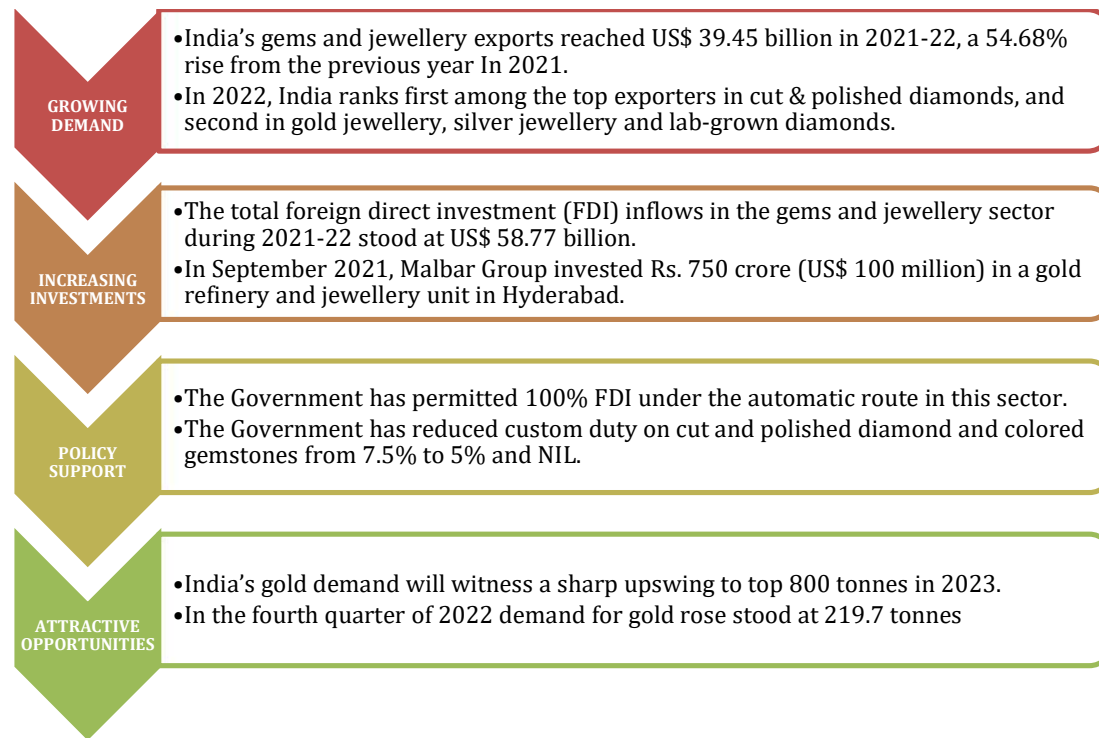 GROWING
DEMAND
•India’s gems and jewellery exports reached US$ 39.45 billion in 2021-22, a 54.68%
rise from the previous year In 2021.
•In 2022, India ranks first among the top exporters in cut & polished diamonds, and
second in gold jewellery, silver jewellery and lab-grown diamonds.
INCREASING
INVESTMENTS
•The total foreign direct investment (FDI) inflows in the gems and jewellery sector
during 2021-22 stood at US$ 58.77 billion.
•In September 2021, Malbar Group invested Rs. 750 crore (US$ 100 million) in a gold
refinery and jewellery unit in Hyderabad.
POLICY
SUPPORT
•The Government has permitted 100% FDI under the automatic route in this sector.
•The Government has reduced custom duty on cut and polished diamond and colored
gemstones from 7.5% to 5% and NIL.
ATTRACTIVE
OPPORTUNITIES
•India’s gold demand will witness a sharp upswing to top 800 tonnes in 2023.
•In the fourth quarter of 2022 demand for gold rose stood at 219.7 tonnes